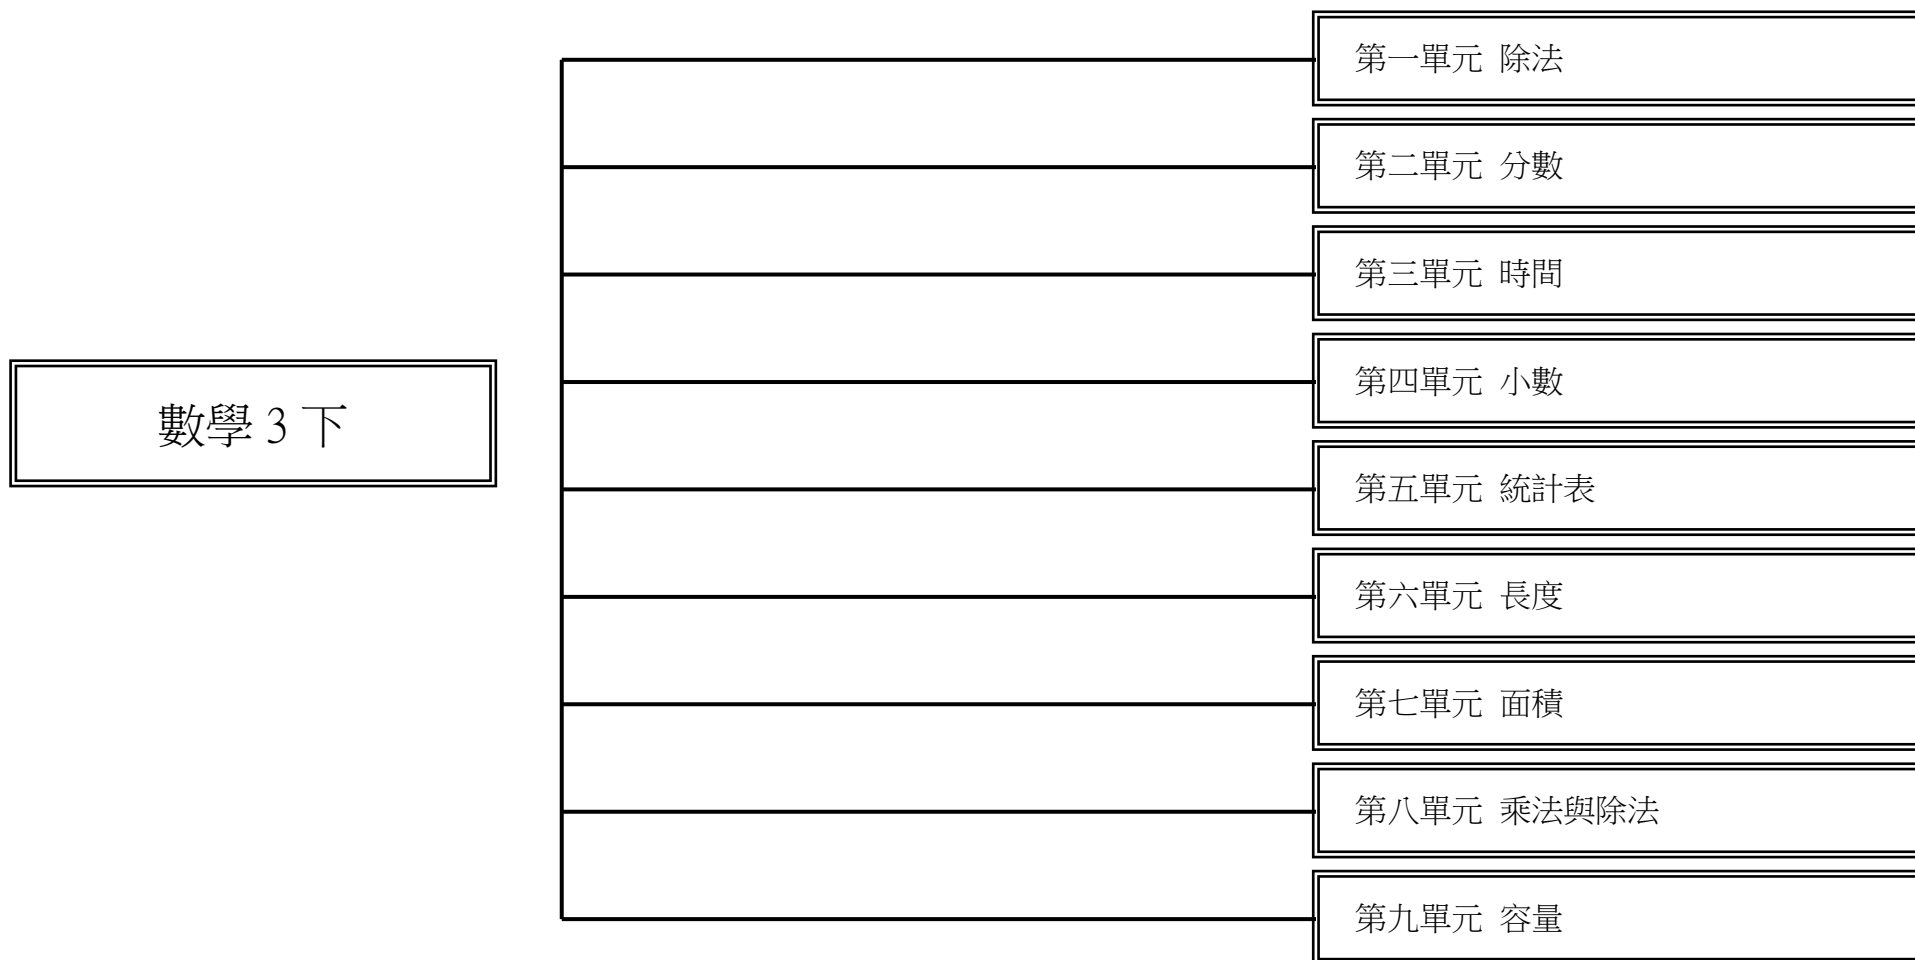 數學 3 下
第一單元 除法
第二單元 分數
第三單元 時間
第四單元 小數
第五單元 統計表
第六單元 長度
第七單元 面積
第八單元 乘法與除法
第九單元 容量